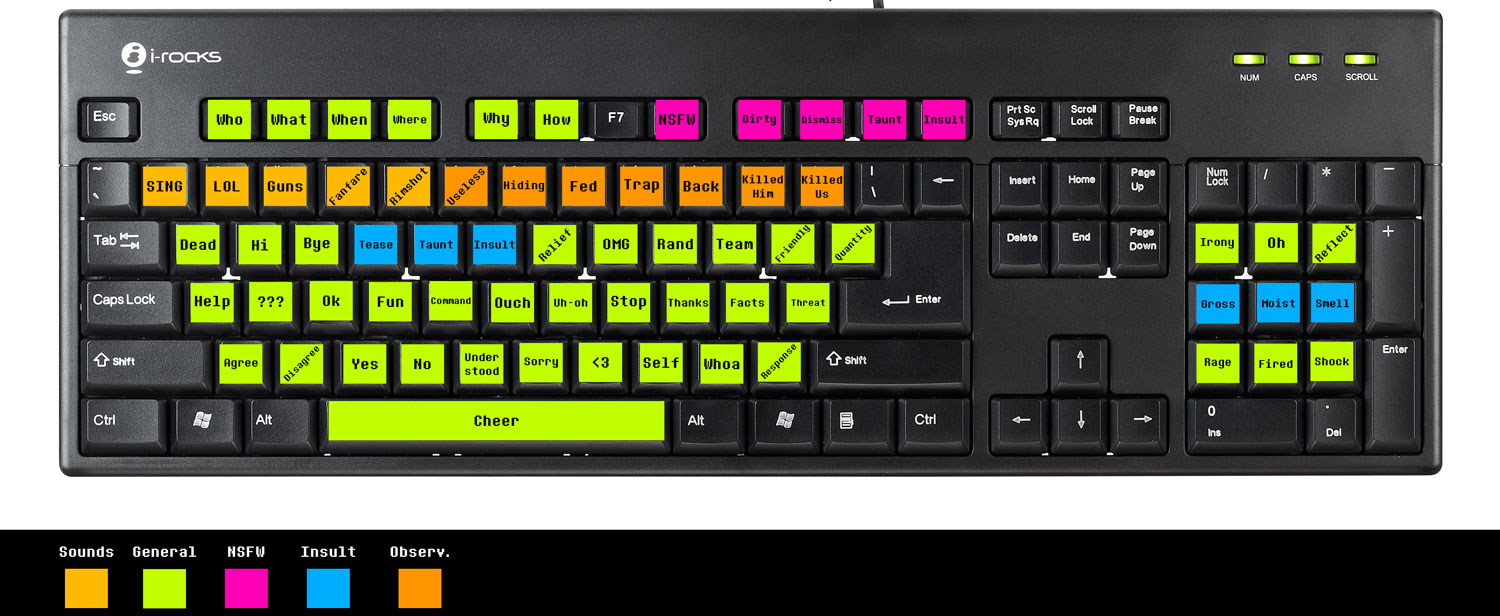 i-rocks
NUM CAPS SCROLL
Esc Who What When Where Why How F7 NSFW Dirty Dismiss Taunt Insult Prt Sc Scroll Pause
SysRq Lock Break
~ SING LOL Guns Fanfare Rimshot Useless Hiding Fed Trap Back Killed Killed | ← Insert Home Page Num / * −
` Him Us \ Up Lock
Tab Dead Hi Bye Tease Taunt Insult Relief OMG Rand Team Friendly Quantity Delete End Page Irony Oh Reflect +
Down
Caps Lock Help ??? Ok Fun Command Ouch Uh-oh Stop Thanks Facts Threat ← Enter Gross Moist Smell
Shift Agree Disagree Yes No Under Sorry <3 Self Whoa Response Shift ↑ Rage Fired Shock Enter
stood
Ctrl Alt Cheer Alt Ctrl ← ↓ → 0 .
Ins Del
Sounds General NSFW Insult Observ.